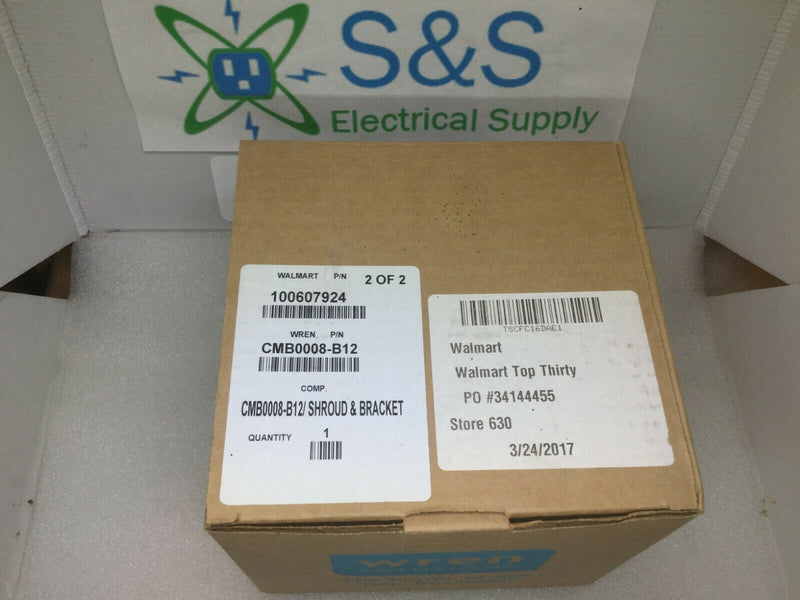 S&S
Electrical Supply
WALMART P/N 2 OF 2
100607924
WREN P/N
CMB0008-B12
COMP.
CMB0008-B12/ SHROUD & BRACKET
QUANTITY 1
TSCFC16DAE1
Walmart
Walmart Top Thirty
PO #34144455
Store 630
3/24/2017
wren